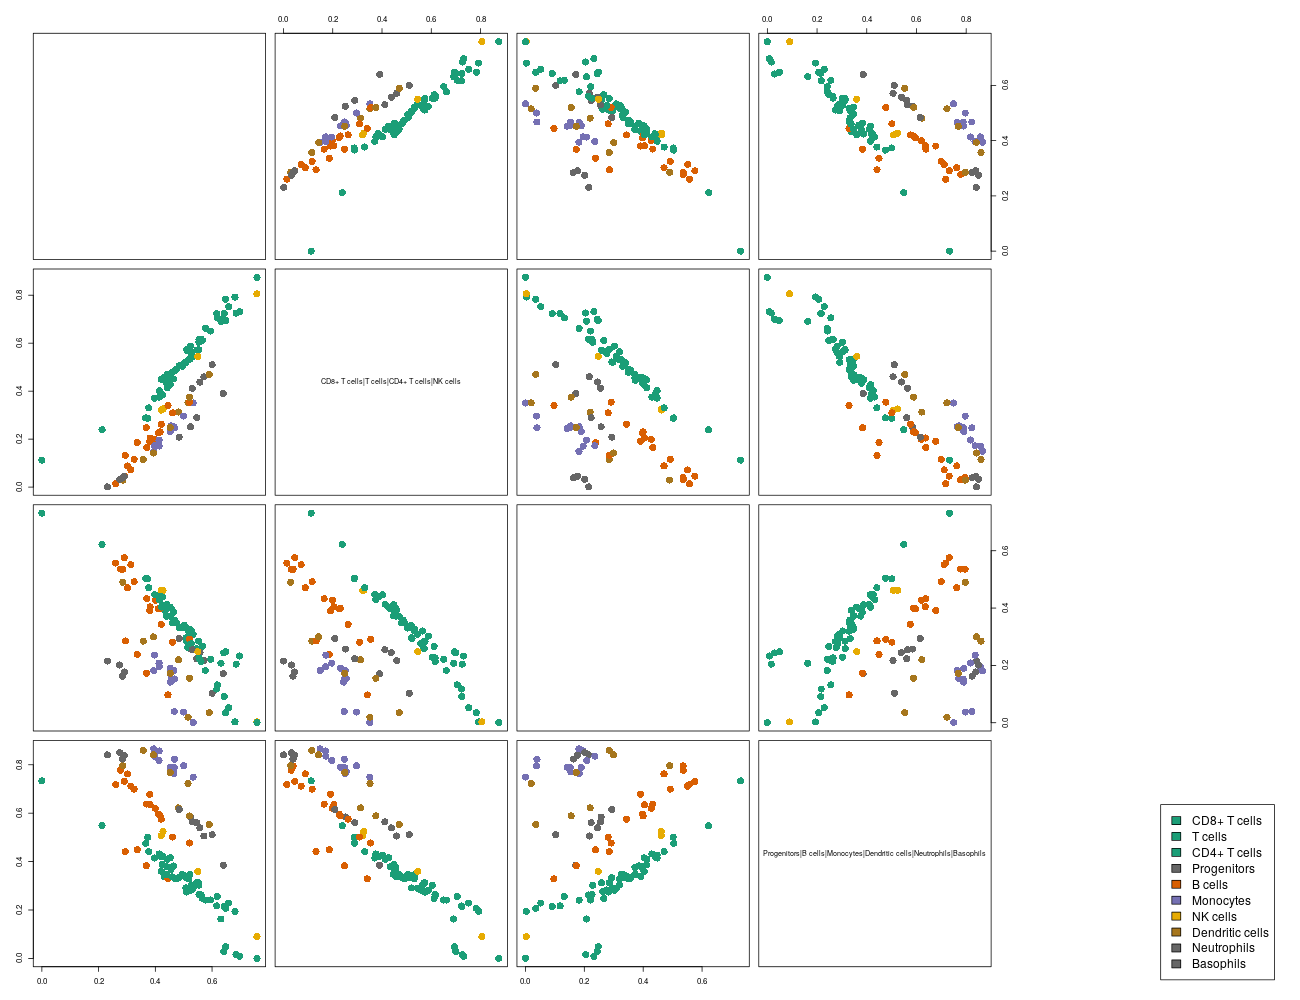 0.0 0.2 0.4 0.6 0.8 0.0 0.2 0.4 0.6 0.8
0.0 0.2 0.4 0.6
CD8+ T cells|T cells|CD4+ T cells|NK cells
0.0 0.2 0.4 0.6 0.8
0.0 0.2 0.4 0.6
Progenitors|B cells|Monocytes|Dendritic cells|Neutrophils|Basophils
0.0 0.2 0.4 0.6 0.8
0.0 0.2 0.4 0.6 0.0 0.2 0.4 0.6
CD8+ T cells
T cells
CD4+ T cells
Progenitors
B cells
Monocytes
NK cells
Dendritic cells
Neutrophils
Basophils